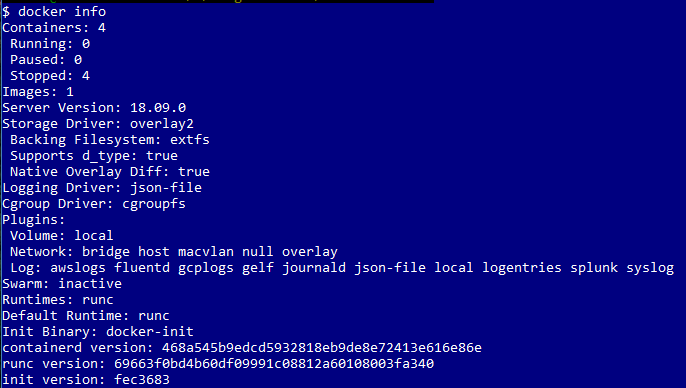 $ docker info
Containers: 4
 Running: 0
 Paused: 0
 Stopped: 4
Images: 1
Server Version: 18.09.0
Storage Driver: overlay2
 Backing Filesystem: extfs
 Supports d_type: true
 Native Overlay Diff: true
Logging Driver: json-file
Cgroup Driver: cgroupfs
Plugins:
 Volume: local
 Network: bridge host macvlan null overlay
 Log: awslogs fluentd gcplogs gelf journald json-file local logentries splunk syslog
Swarm: inactive
Runtimes: runc
Default Runtime: runc
Init Binary: docker-init
containerd version: 468a545b9edcd5932818eb9de8e72413e616e86e
runc version: 69663f0bd4b60df09991c08812a60108003fa340
init version: fec3683